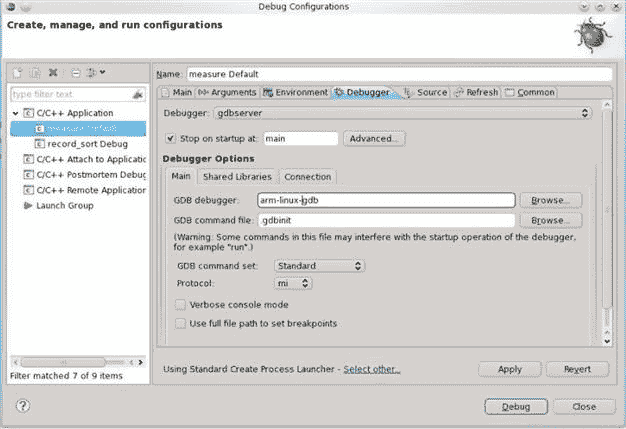 Debug Configurations
Create, manage, and run configurations
Name: measure Default
type filter text
Main Arguments Environment Debugger Source Refresh Common
C/C++ Application
measure Default
record_sort Debug
C/C++ Attach to Applicatio
C/C++ Postmortem Debug
C/C++ Remote Application
Launch Group
Debugger: gdbserver
Stop on startup at: main Advanced...
Debugger Options
Main Shared Libraries Connection
GDB debugger: arm-linux-gdb Browse...
GDB command file: .gdbinit Browse...
(Warning: Some commands in this file may interfere with the startup operation of the debugger,
for example "run".)
GDB command set: Standard
Protocol: mi
Verbose console mode
Use full file path to set breakpoints
Filter matched 7 of 9 items
Using Standard Create Process Launcher - Select other...
Apply Revert
Debug Close